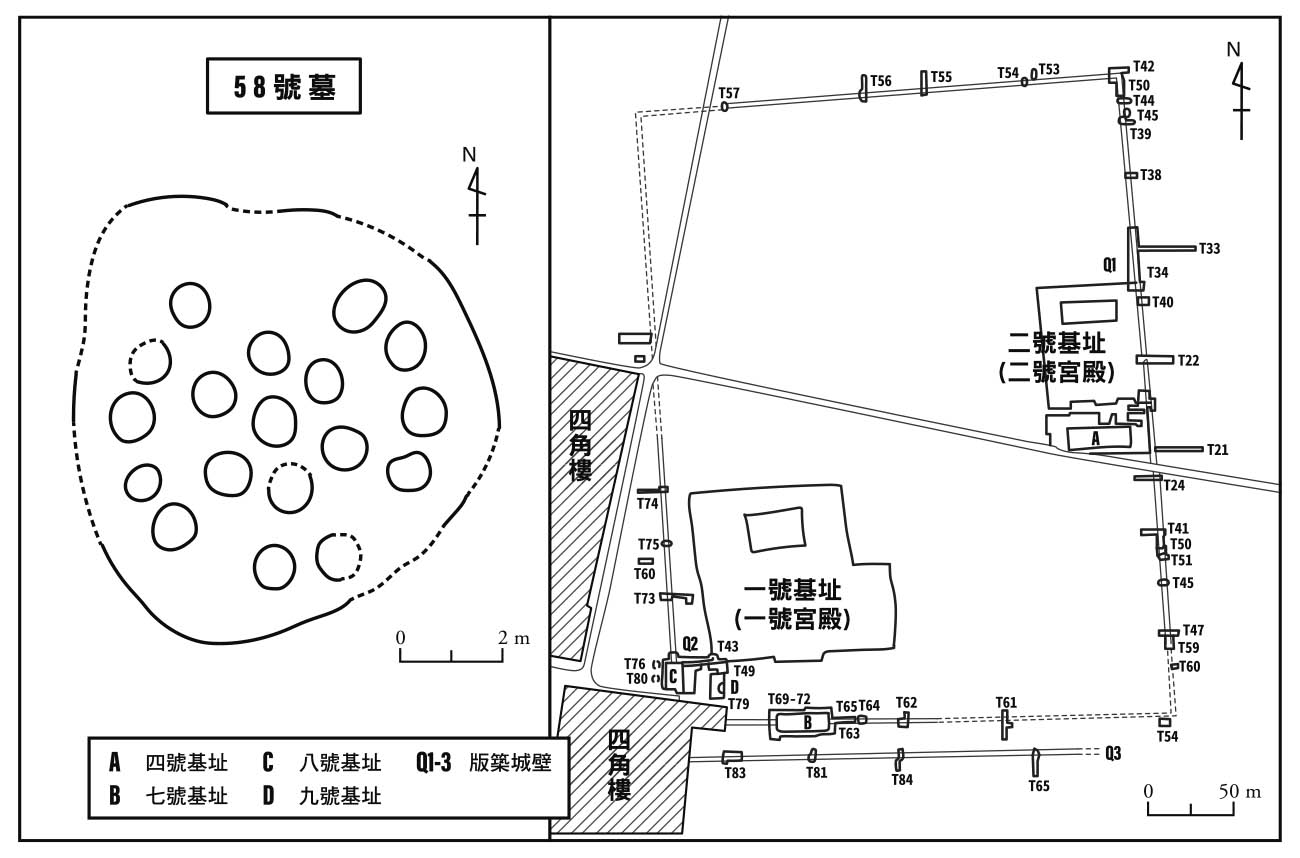 58號墓
N
0 2 m
A 四號基址 C 八號基址 Q1-3 版築城壁
B 七號基址 D 九號基址
N
T57
T56
T55
T54
T53
T42
T50
T44
T45
T39
T38
T33
Q1
T34
T40
二號基址
(二號宮殿)
T22
A
T21
T24
四角樓
T74
T75
T60
T73
一號基址
(一號宮殿)
T41
T50
T51
T45
T47
T59
T60
Q2
T43
T76
T80
C
T49
D
T79
T69-72
B
T65
T64
T63
T62
T61
T54
四角樓
T83
T81
T84
T65
Q3
0 50 m